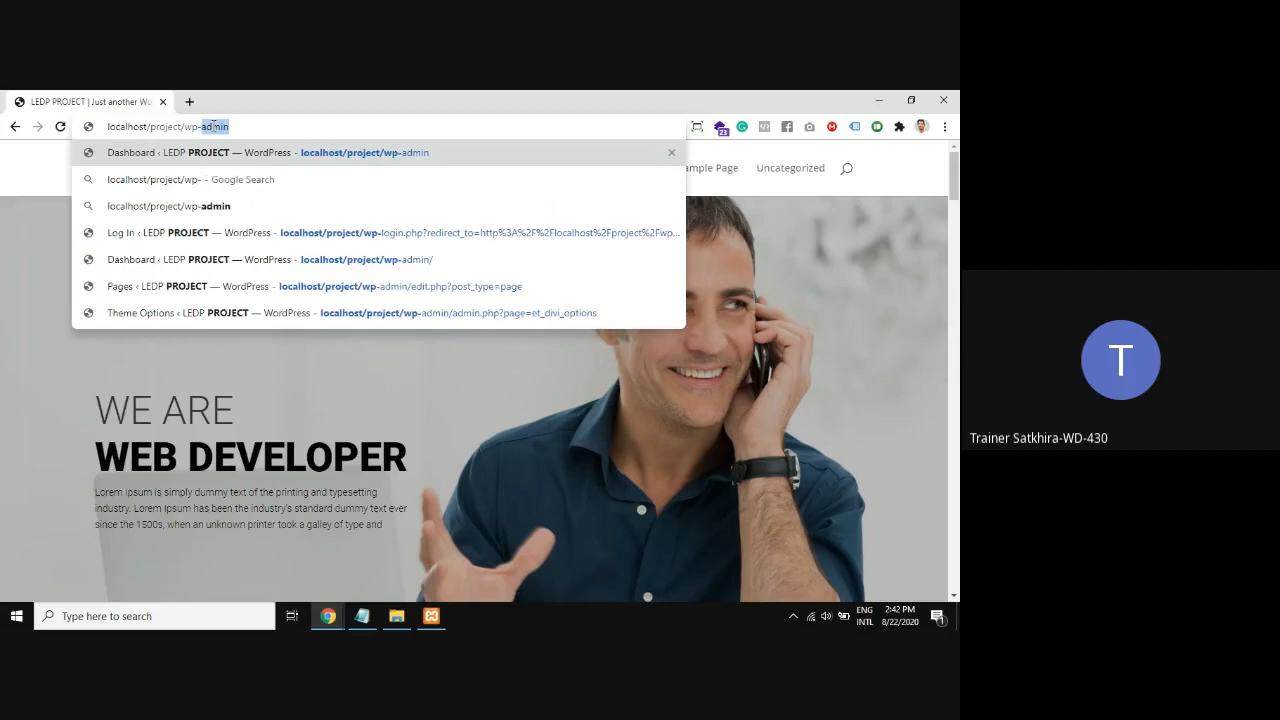 LEDP PROJECT | Just another Wo
localhost/project/wp-admin
23
Dashboard ‹ LEDP PROJECT — WordPress - localhost/project/wp-admin
localhost/project/wp- - Google Search
localhost/project/wp-admin
Log In ‹ LEDP PROJECT — WordPress - localhost/project/wp-login.php?redirect_to=http%3A%2F%2Flocalhost%2Fproject%2Fwp...
Dashboard ‹ LEDP PROJECT — WordPress - localhost/project/wp-admin/
Pages ‹ LEDP PROJECT — WordPress - localhost/project/wp-admin/edit.php?post_type=page
Theme Options ‹ LEDP PROJECT — WordPress - localhost/project/wp-admin/admin.php?page=et_divi_options
ample Page Uncategorized
WE ARE
WEB DEVELOPER
Lorem Ipsum is simply dummy text of the printing and typesetting
industry. Lorem Ipsum has been the industry's standard dummy text ever
since the 1500s, when an unknown printer took a galley of type and
T
Trainer Satkhira-WD-430
Type here to search
ENG
INTL
2:42 PM
8/22/2020
1